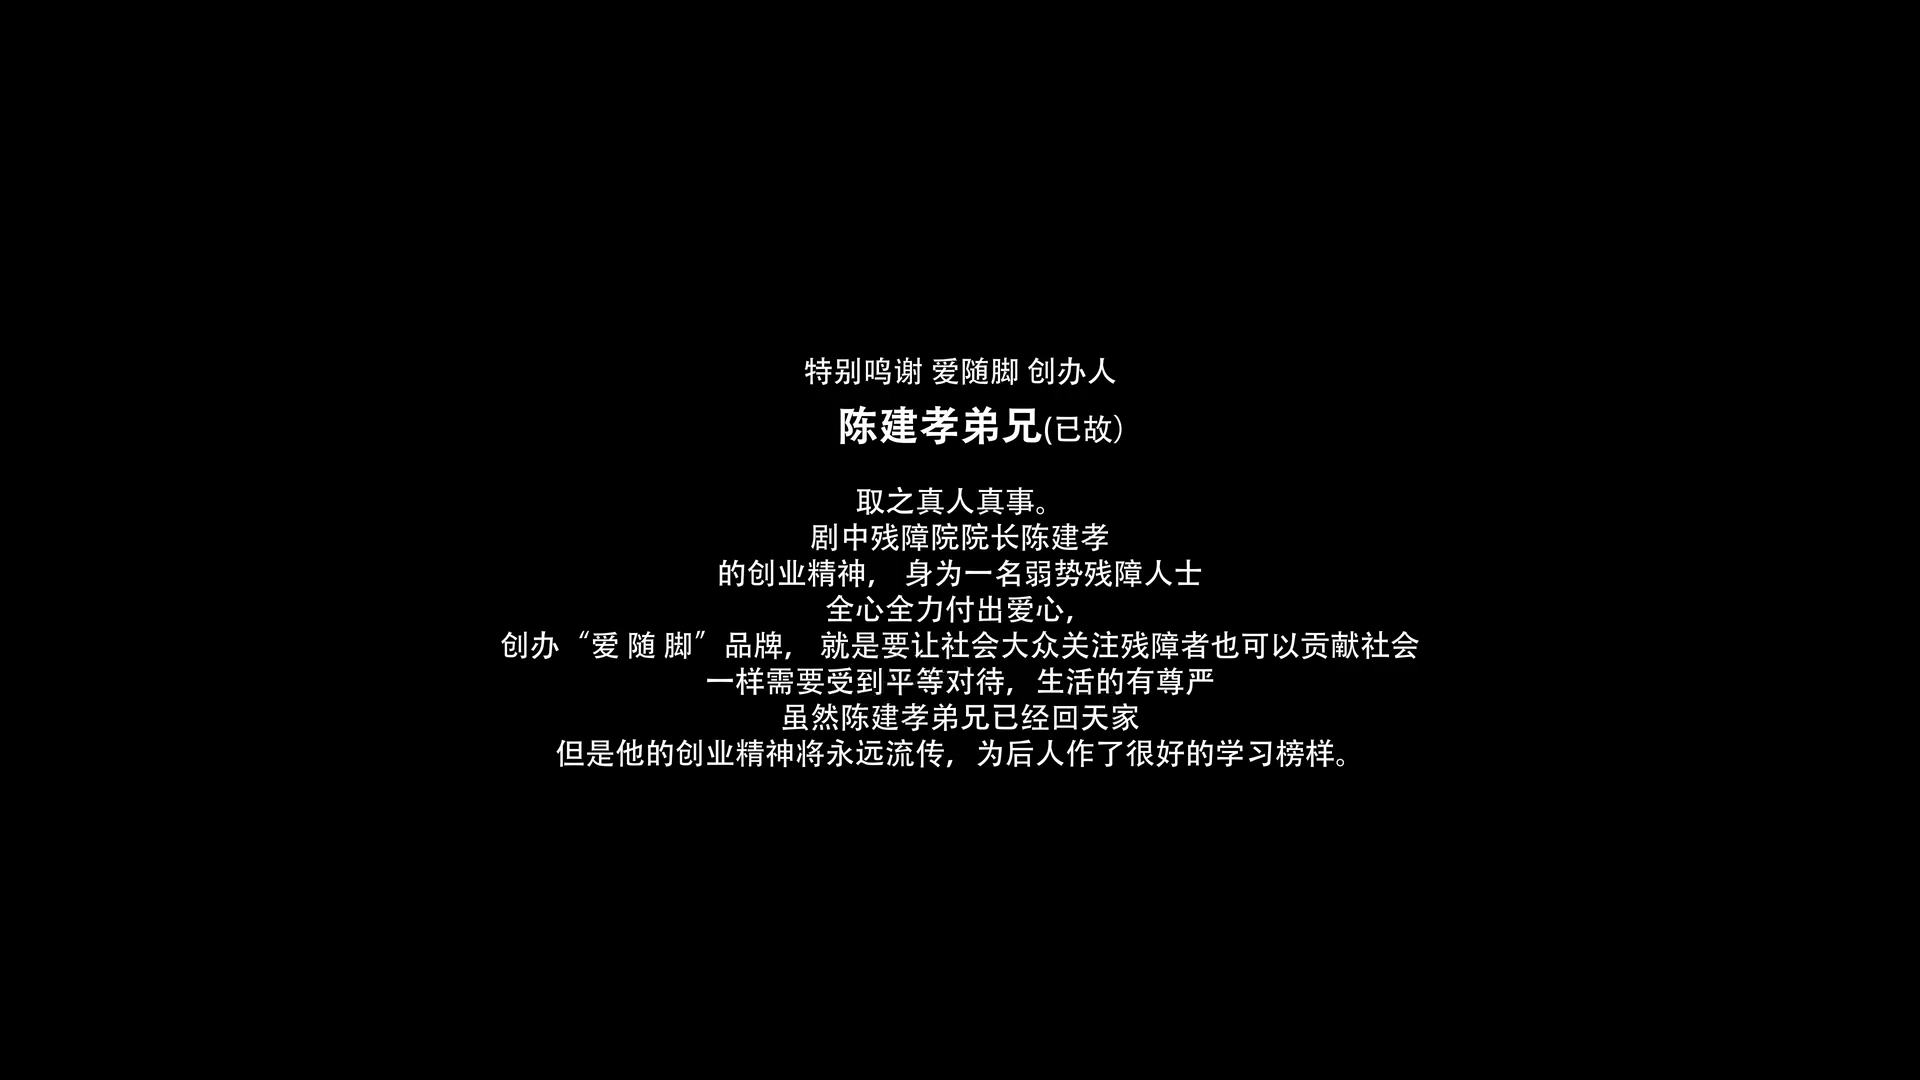 特别鸣谢 爱随脚 创办人
陈建孝弟兄(已故）
取之真人真事。
剧中残障院院长陈建孝
的创业精神， 身为一名弱势残障人士
全心全力付出爱心，
创办“爱 随 脚”品牌， 就是要让社会大众关注残障者也可以贡献社会
一样需要受到平等对待，生活的有尊严
虽然陈建孝弟兄已经回天家
但是他的创业精神将永远流传，为后人作了很好的学习榜样。